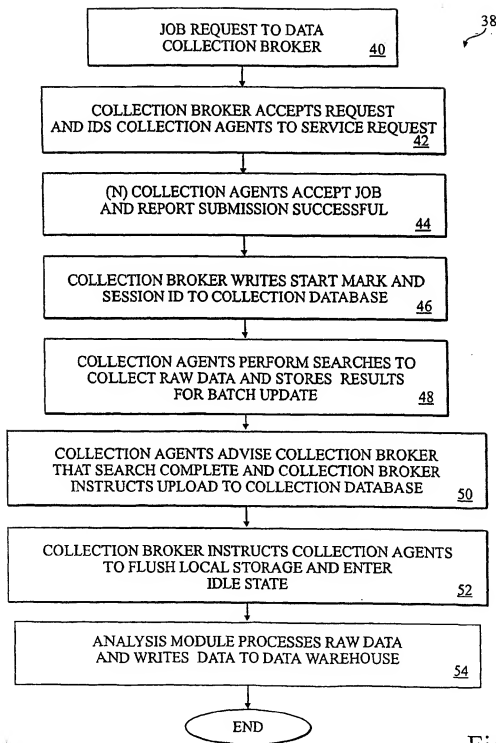 38
JOB REQUEST TO DATA
COLLECTION BROKER
40
COLLECTION BROKER ACCEPTS REQUEST
AND IDS COLLECTION AGENTS TO SERVICE REQUEST
42
(N) COLLECTION AGENTS ACCEPT JOB
AND REPORT SUBMISSION SUCCESSFUL
44
COLLECTION BROKER WRITES START MARK AND
SESSION ID TO COLLECTION DATABASE
46
COLLECTION AGENTS PERFORM SEARCHES TO
COLLECT RAW DATA AND STORES RESULTS
FOR BATCH UPDATE
48
COLLECTION AGENTS ADVISE COLLECTION BROKER
THAT SEARCH COMPLETE AND COLLECTION BROKER
INSTRUCTS UPLOAD TO COLLECTION DATABASE
50
COLLECTION BROKER INSTRUCTS COLLECTION AGENTS
TO FLUSH LOCAL STORAGE AND ENTER
IDLE STATE
52
ANALYSIS MODULE PROCESSES RAW DATA
AND WRITES DATA TO DATA WAREHOUSE
54
END